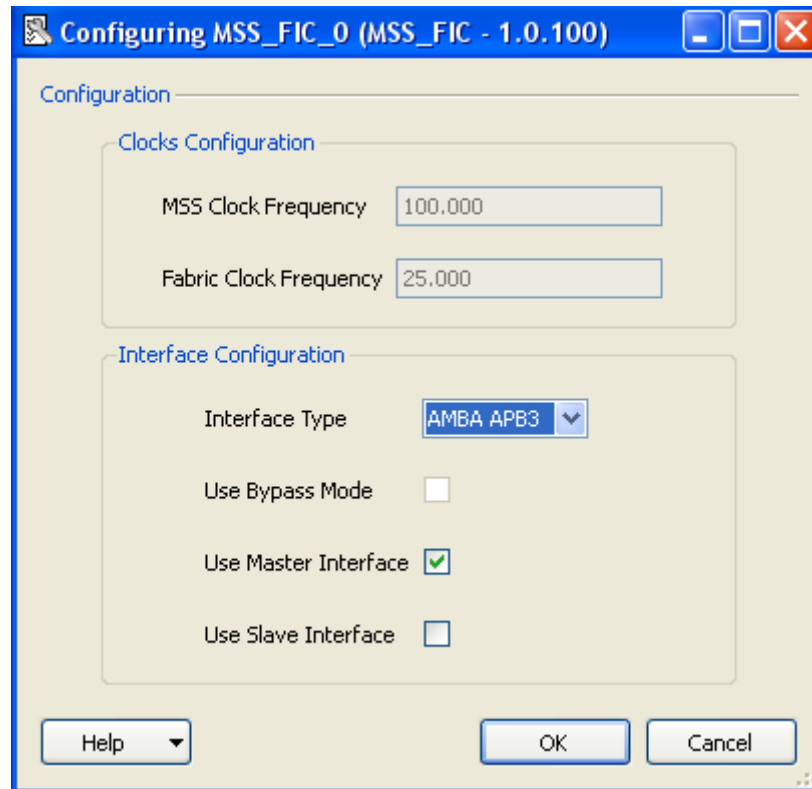 Configuring MSS_FIC_0 (MSS_FIC - 1.0.100)
Configuration
Clocks Configuration
MSS Clock Frequency 100.000
Fabric Clock Frequency 25.000
Interface Configuration
Interface Type AMBA APB3
Use Bypass Mode
Use Master Interface
Use Slave Interface
Help OK Cancel